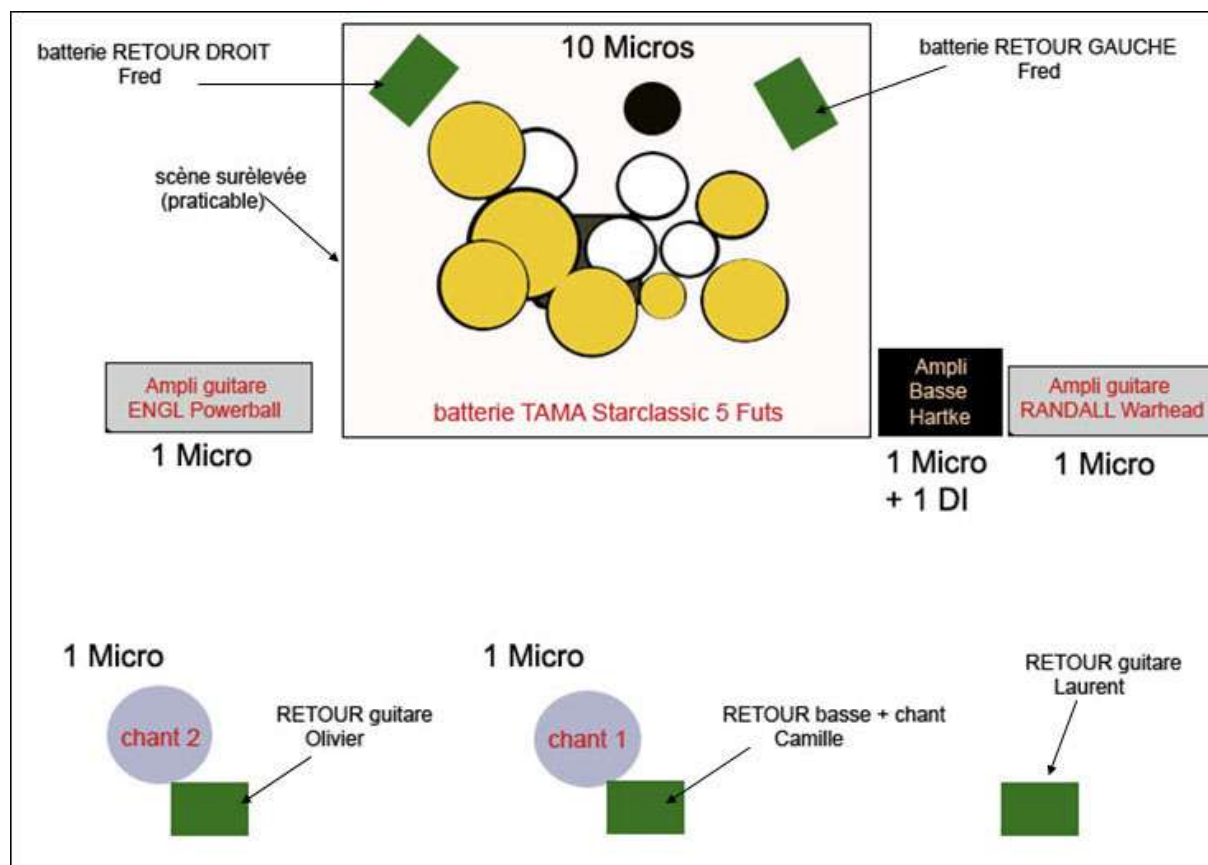 10 Micros
batterie RETOUR DROIT
Fred
batterie RETOUR GAUCHE
Fred
scène surèlevée
(praticable)
Ampli guitare
ENGL Powerball
1 Micro
batterie TAMA Starclassic 5 Futs
Ampli
Basse
Hartke
1 Micro
+ 1 DI
Ampli guitare
RANDALL Warhead
1 Micro
1 Micro
chant 2
RETOUR guitare
Olivier
1 Micro
chant 1
RETOUR basse + chant
Camille
RETOUR guitare
Laurent